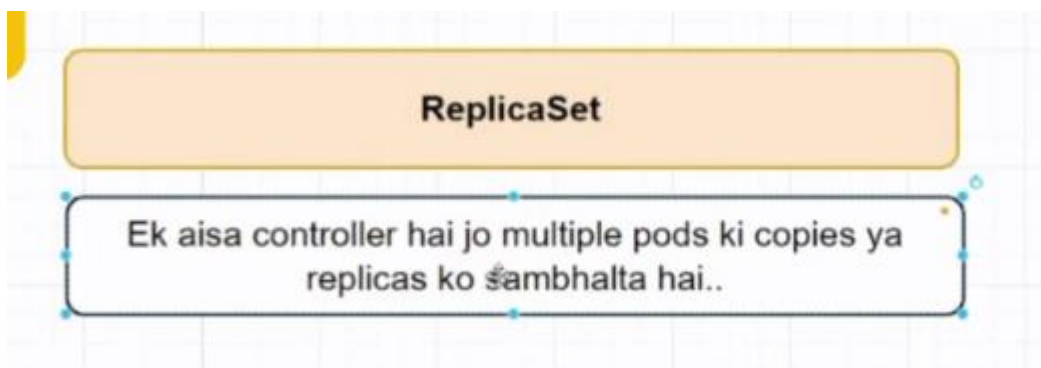 ReplicaSet
Ek aisa controller hai jo multiple pods ki copies ya
replicas ko sambhalta hai..